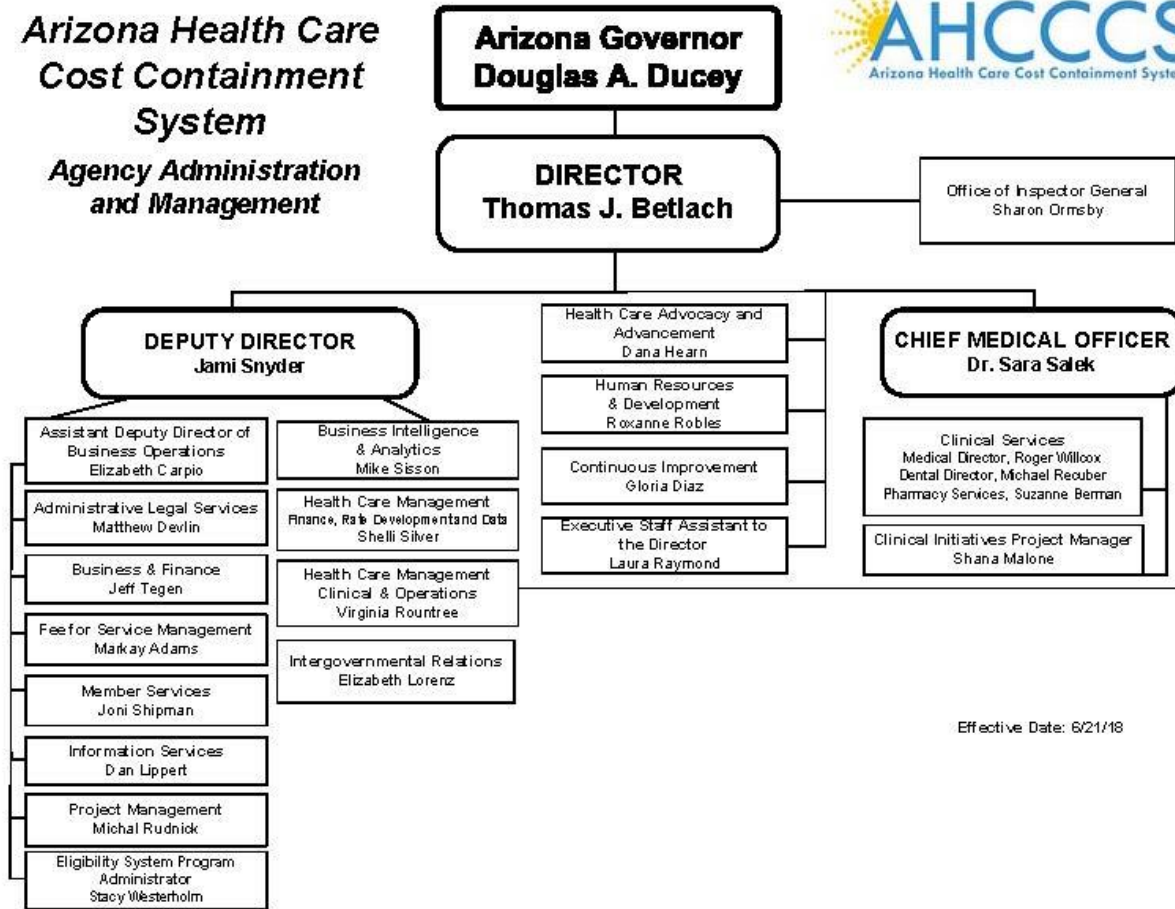 Arizona Health Care
Cost Containment
System
Agency Administration
and Management
Arizona Governor
Douglas A. Ducey
AHCCCS
Arizona Health Care Cost Containment Syste
DIRECTOR
Thomas J. Betlach
Office of Inspector General
Sharon Ormsby
DEPUTY DIRECTOR
Jami Snyder
Health Care Advocacy and
Advancement
Dana Hearn
Human Resources
& Development
Roxanne Robles
Continuous Improvement
Gloria Diaz
Executive Staff Assistant to
the Director
Laura Raymond
CHIEF MEDICAL OFFICER
Dr. Sara Salek
Clinical Services
Medical Director, Roger Willcox
Dental Director, Michael Recuber
Pharmacy Services, Suzanne Berman
Clinical Initiatives Project Manager
Shana Malone
Assistant Deputy Director of
Business Operations
Elizabeth Carpio
Administrative Legal Services
Matthew Devlin
Business & Finance
Jeff Tegen
Fee for Service Management
Markay Adams
Member Services
Joni Shipman
Information Services
Dan Lippert
Project Management
Michal Rudnick
Eligibility System Program
Administrator
Stacy Westerholm
Business Intelligence
& Analytics
Mike Sisson
Health Care Management
Finance, Rate Development and Data
Shelli Silver
Health Care Management
Clinical & Operations
Virginia Rountree
Intergovernmental Relations
Elizabeth Lorenz
Effective Date: 6/21/18